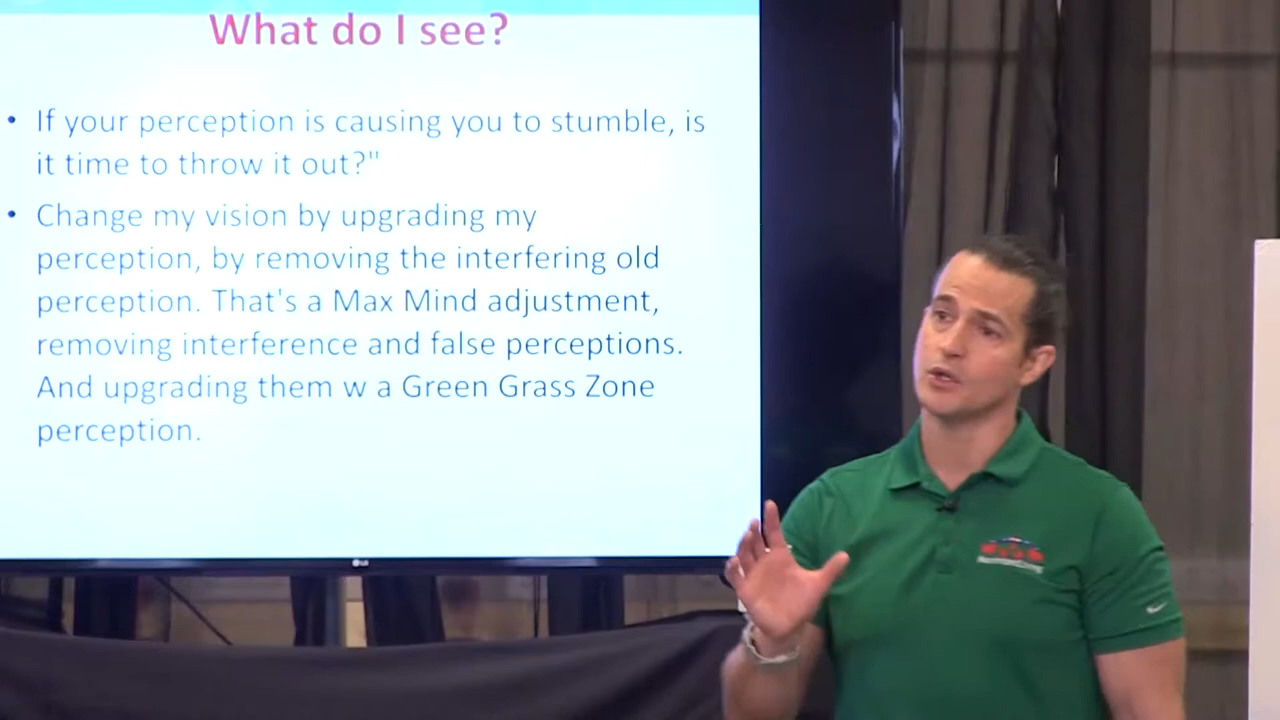 What do I see?
• If your perception is causing you to stumble, is
it time to throw it out?"
• Change my vision by upgrading my
perception, by removing the interfering old
perception. That's a Max Mind adjustment,
removing interference and false perceptions.
And upgrading them w a Green Grass Zone
perception.
LG